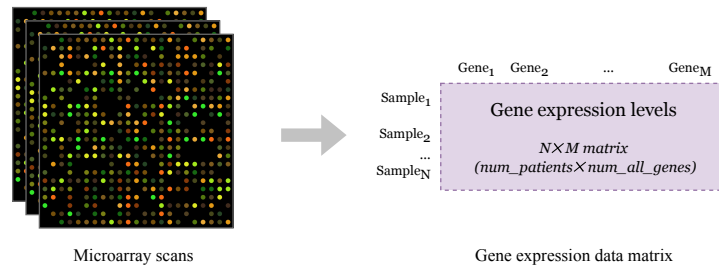 Gene1 Gene2 ... GeneM
Sample1
Sample2
...
SampleN
Gene expression levels
N×M matrix
(num_patients×num_all_genes)
Microarray scans
Gene expression data matrix